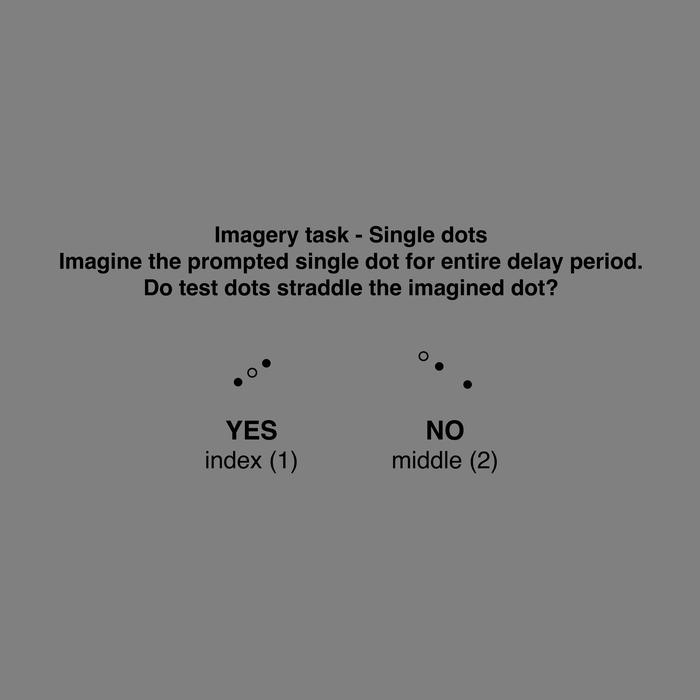 Imagery task - Single dots
Imagine the prompted single dot for entire delay period.
Do test dots straddle the imagined dot?
YES NO
index (1) middle (2)